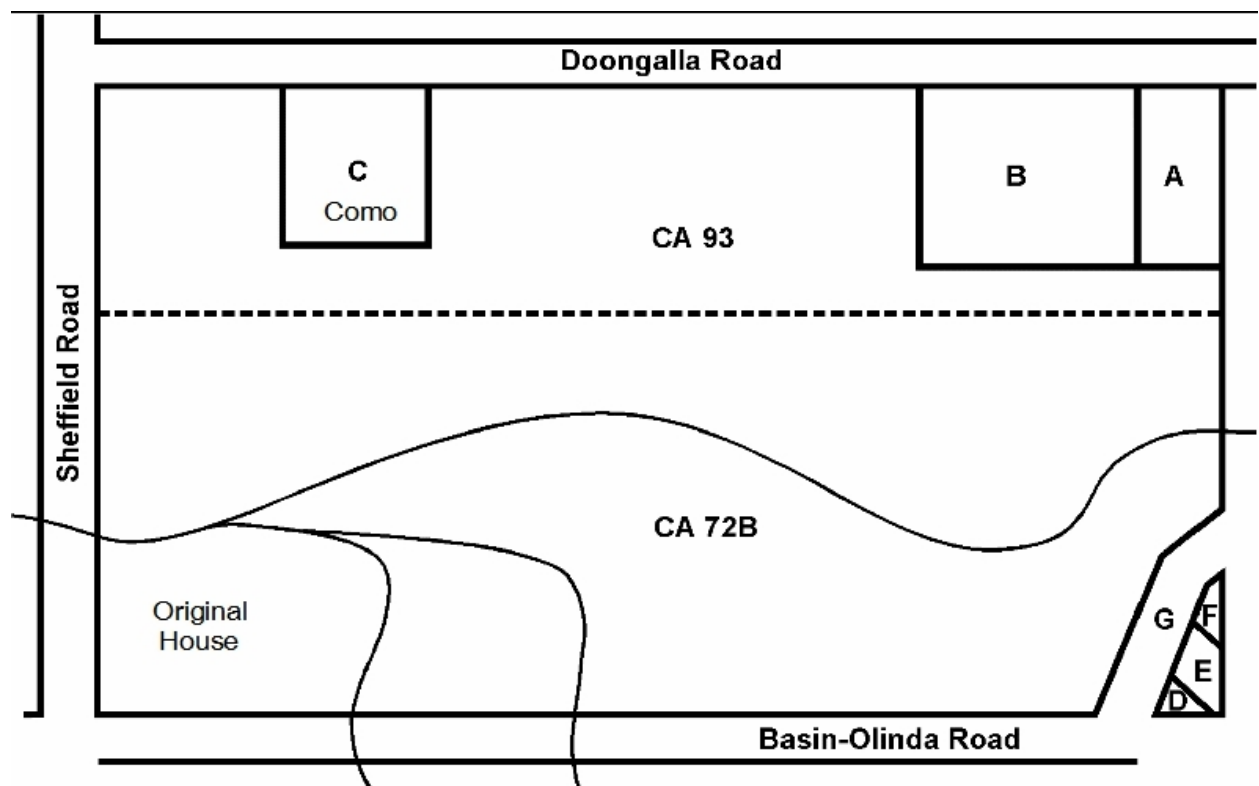 Doongalla Road
C
Como
B
A
CA 93
Sheffield Road
CA 72B
Original
House
G
F
E
D
Basin-Olinda Road